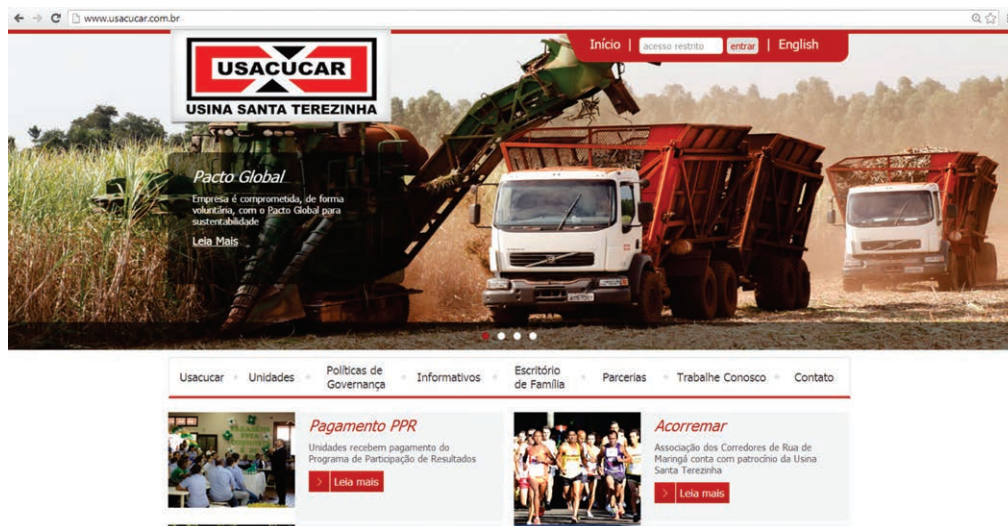 www.usacucar.com.br
Início | acesso restrito entrar | English
USACUCAR
USINA SANTA TEREZINHA
Pacto Global
Empresa é comprometida, de forma
voluntária, com o Pacto Global para
sustentabilidade
Leia Mais
Usacucar
Unidades
Políticas de
Governança
Informativos
Escritório
de Família
Parcerias
Trabalhe Conosco
Contato
Pagamento PPR
Unidades recebem pagamento do
Programa de Participação de Resultados
> Leia mais
Acorremar
Associação dos Corredores de Rua de
Maringá conta com patrocínio da Usina
Santa Terezinha
> Leia mais